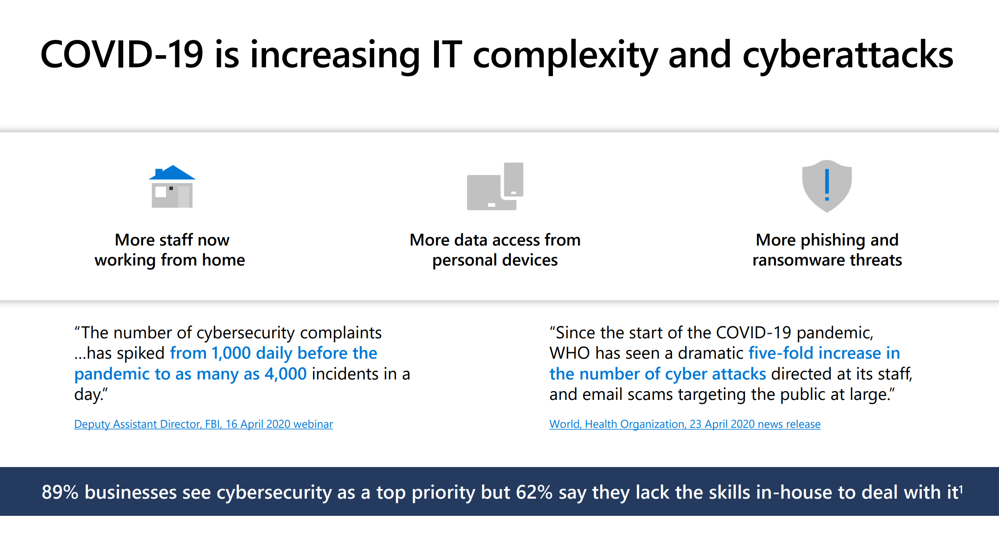 COVID-19 is increasing IT complexity and cyberattacks
More staff now
working from home
More data access from
personal devices
More phishing and
ransomware threats
“The number of cybersecurity complaints
…has spiked from 1,000 daily before the
pandemic to as many as 4,000 incidents in a
day.”
Deputy Assistant Director, FBI, 16 April 2020 webinar
“Since the start of the COVID-19 pandemic,
WHO has seen a dramatic five-fold increase in
the number of cyber attacks directed at its staff,
and email scams targeting the public at large.”
World, Health Organization, 23 April 2020 news release
89% businesses see cybersecurity as a top priority but 62% say they lack the skills in-house to deal with it¹